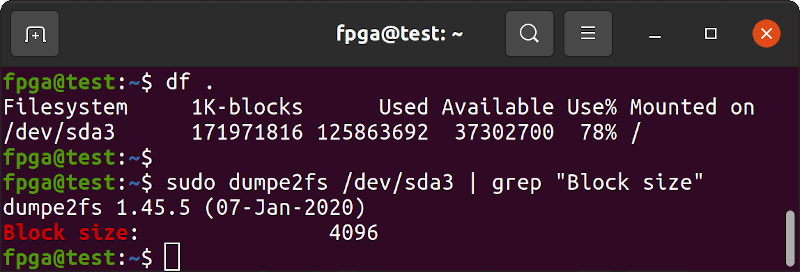 fpga@test: ~
fpga@test:~$ df .
Filesystem     1K-blocks      Used Available Use% Mounted on
/dev/sda3      171971816 125863692  37302700  78% /
fpga@test:~$
fpga@test:~$ sudo dumpe2fs /dev/sda3 | grep "Block size"
dumpe2fs 1.45.5 (07-Jan-2020)
Block size:               4096
fpga@test:~$